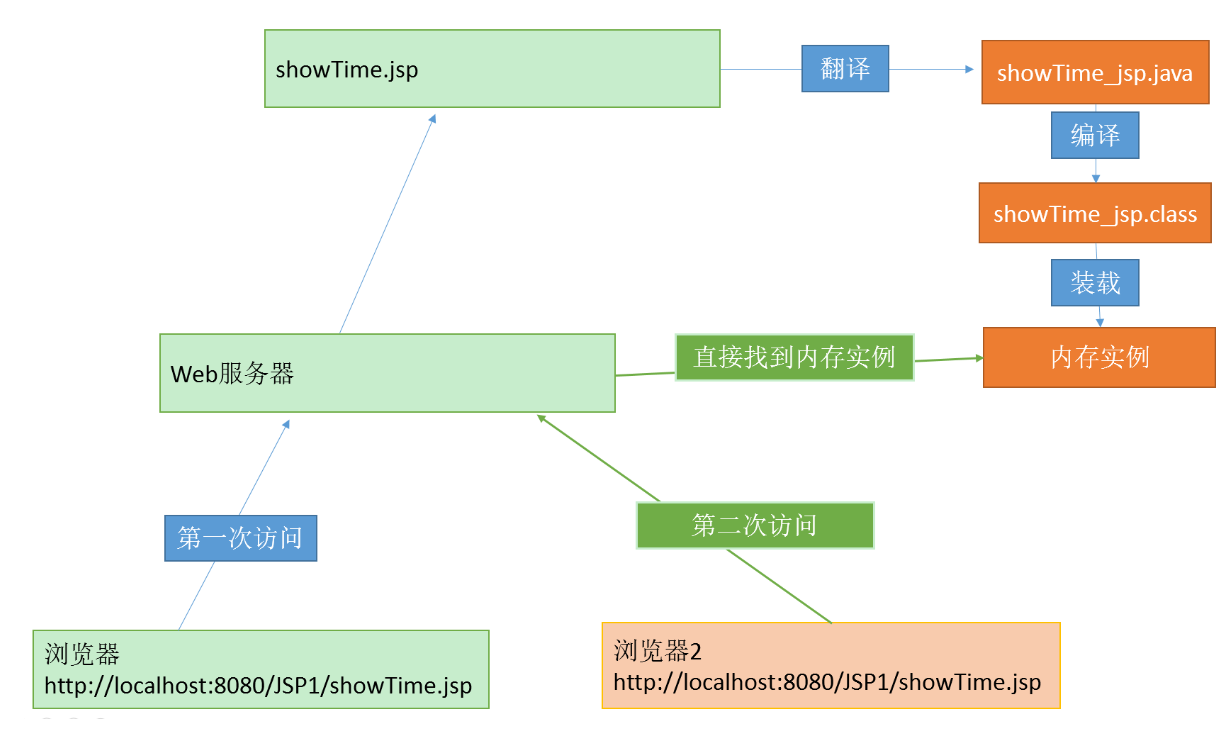 showTime.jsp
翻译
showTime_jsp.java
编译
showTime_jsp.class
装载
内存实例
直接找到内存实例
Web服务器
第一次访问
第二次访问
浏览器
http://localhost:8080/JSP1/showTime.jsp
浏览器2
http://localhost:8080/JSP1/showTime.jsp